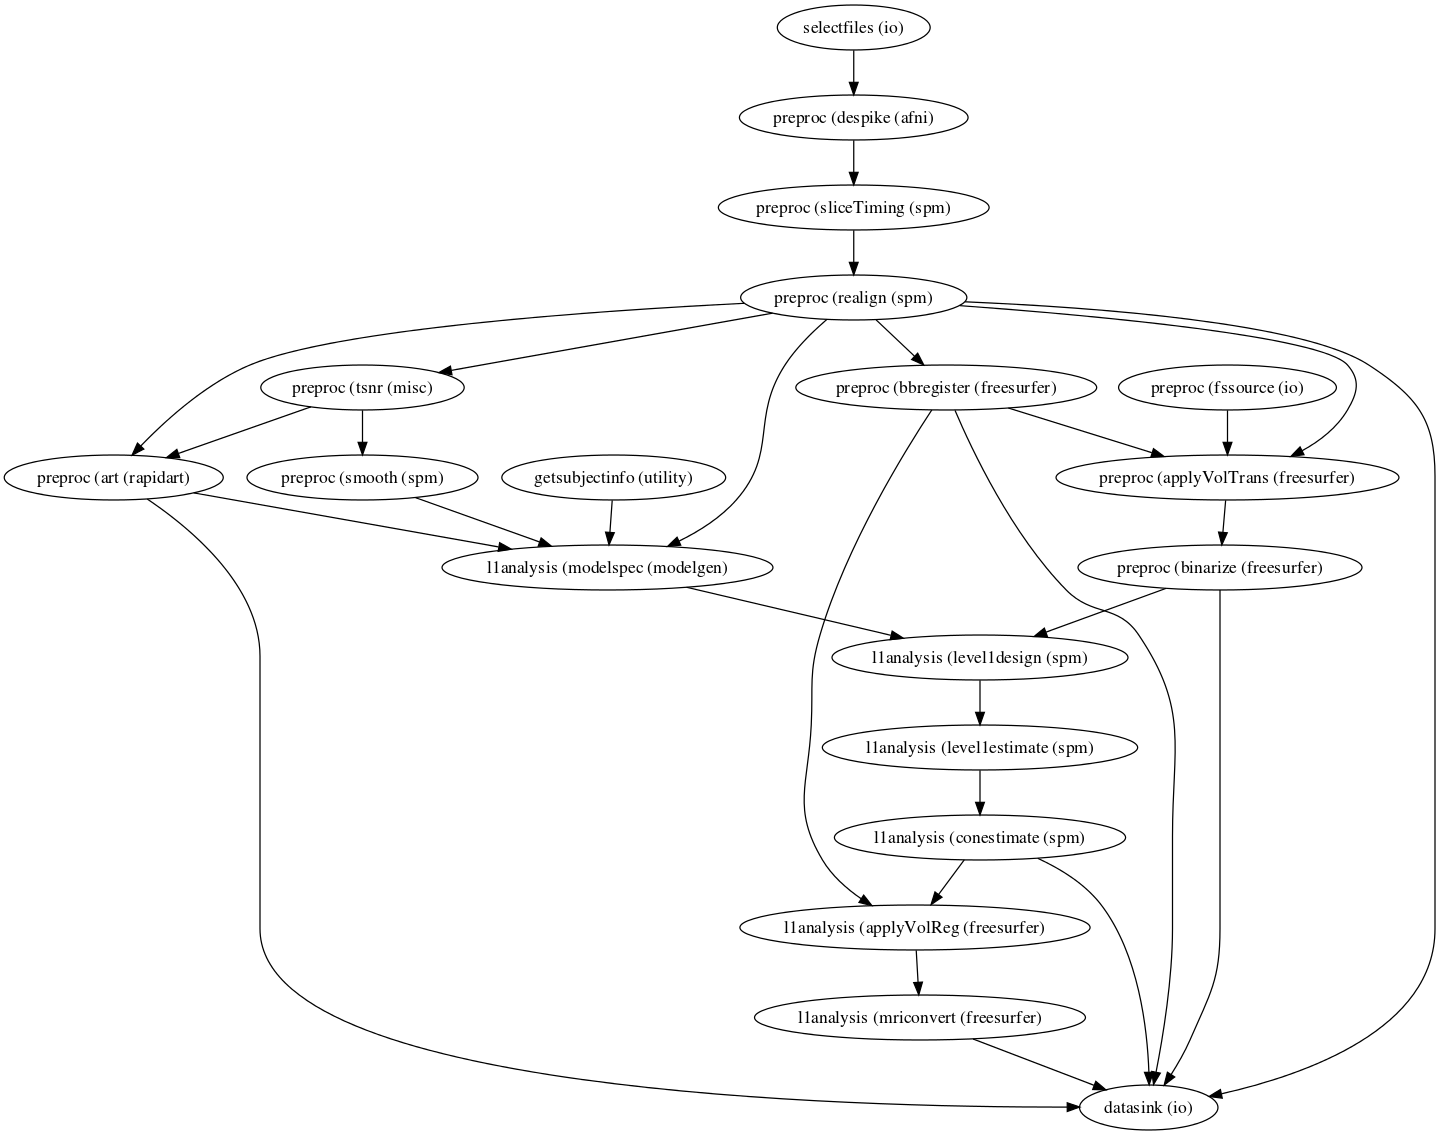 selectfiles (io)
preproc (despike (afni)
preproc (sliceTiming (spm)
preproc (realign (spm)
preproc (tsnr (misc)
preproc (bbregister (freesurfer)
preproc (fssource (io)
preproc (art (rapidart)
preproc (smooth (spm)
getsubjectinfo (utility)
preproc (applyVolTrans (freesurfer)
l1analysis (modelspec (modelgen)
preproc (binarize (freesurfer)
l1analysis (level1design (spm)
l1analysis (level1estimate (spm)
l1analysis (conestimate (spm)
l1analysis (applyVolReg (freesurfer)
l1analysis (mriconvert (freesurfer)
datasink (io)